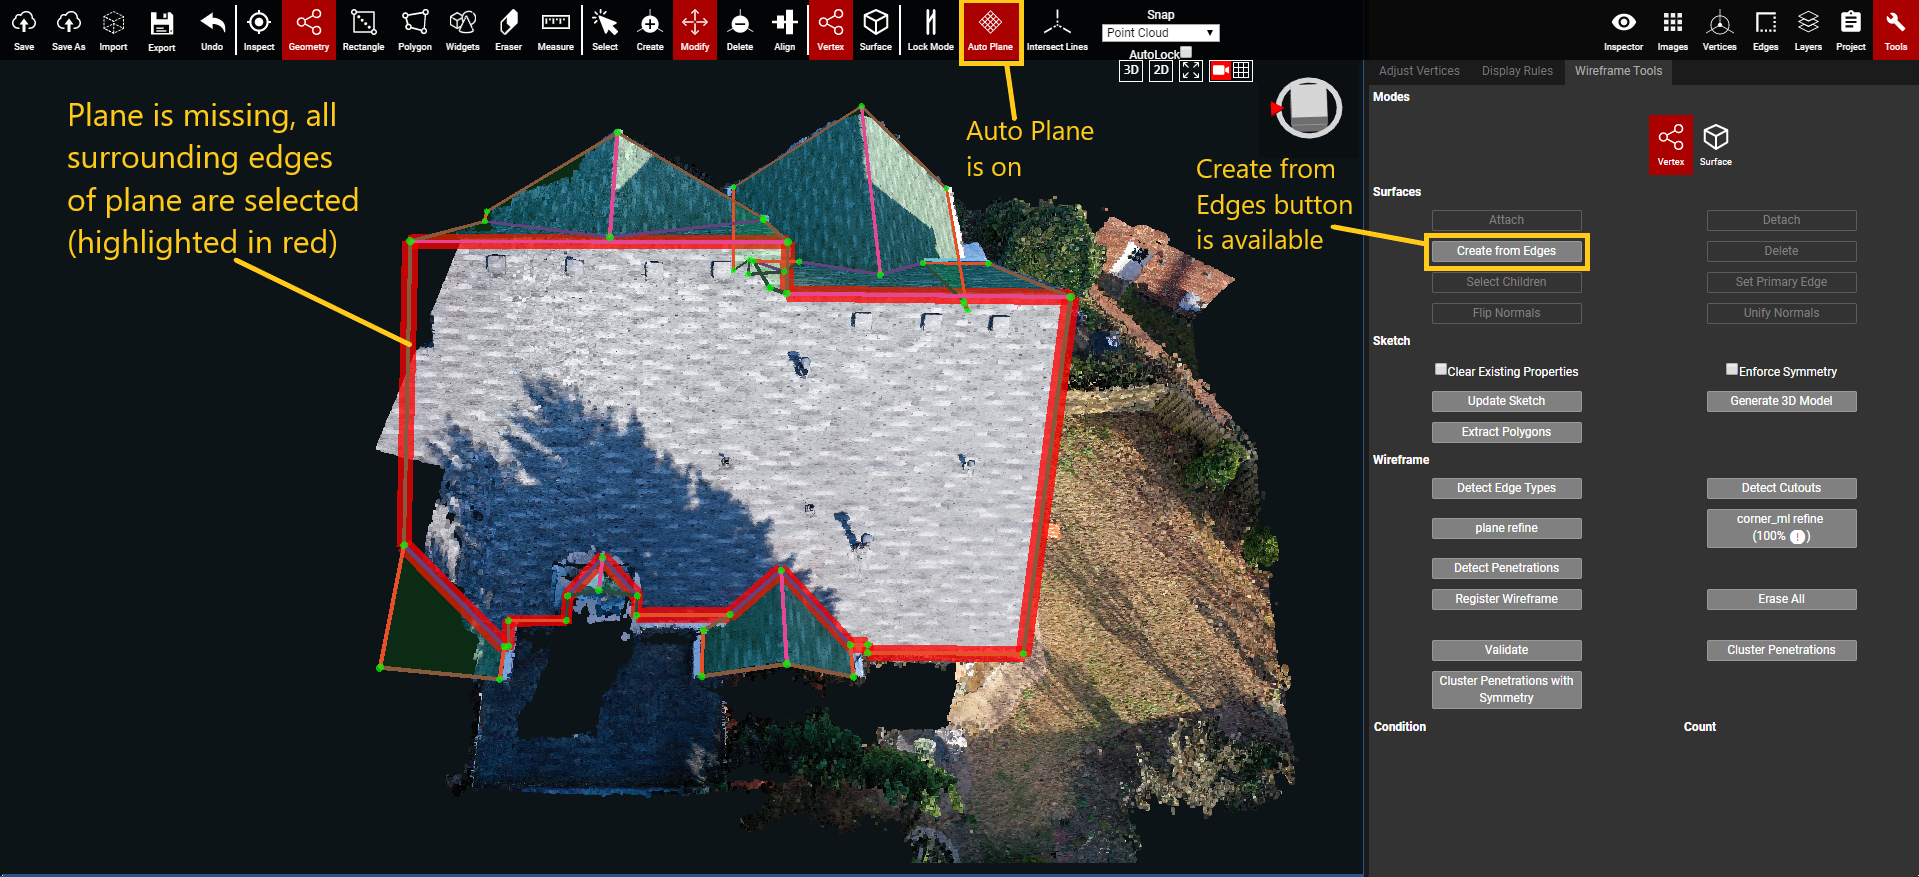 Save
Save As
Import
Export
Undo
Inspect
Geometry
Rectangle
Polygon
Widgets
Eraser
Measure
Select
Create
Modify
Delete
Align
Vertex
Surface
Lock Mode
Auto Plane
Intersect Lines
Snap
Point Cloud
AutoLock
3D
2D
Inspector
Images
Vertices
Edges
Layers
Project
Tools
Adjust Vertices
Display Rules
Wireframe Tools
Plane is missing, all
surrounding edges
of plane are selected
(highlighted in red)
Auto Plane
is on
Create from
Edges button
is available
Modes
Vertex
Surface
Surfaces
Attach
Detach
Create from Edges
Delete
Select Children
Set Primary Edge
Flip Normals
Unify Normals
Sketch
Clear Existing Properties
Enforce Symmetry
Update Sketch
Generate 3D Model
Extract Polygons
Wireframe
Detect Edge Types
Detect Cutouts
plane refine
corner_ml refine
(100% !)
Detect Penetrations
Register Wireframe
Erase All
Validate
Cluster Penetrations
Cluster Penetrations with
Symmetry
Condition
Count